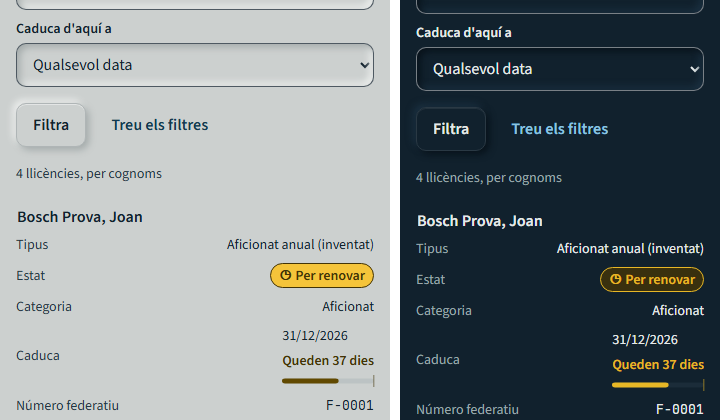 Caduca d'aquí a
Qualsevol data
Filtra Treu els filtres
4 llicències, per cognoms
Bosch Prova, Joan
Tipus Aficionat anual (inventat)
Estat Per renovar
Categoria Aficionat
31/12/2026
Caduca Queden 37 dies
Número federatiu F-0001
Caduca d'aquí a
Qualsevol data
Filtra Treu els filtres
4 llicències, per cognoms
Bosch Prova, Joan
Tipus Aficionat anual (inventat)
Estat Per renovar
Categoria Aficionat
31/12/2026
Caduca Queden 37 dies
Número federatiu F-0001